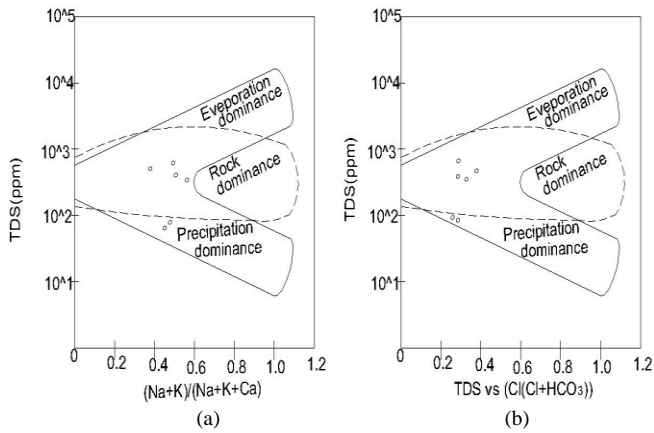 10^5
10^4
10^3
10^2
10^1
TDS(ppm)
Eveporation
dominance
Rock
dominance
Precipitation
dominance
0 0.2 0.4 0.6 0.8 1.0 1.2
(Na+K)/(Na+K+Ca)
(a)
10^5
10^4
10^3
10^2
10^1
TDS(ppm)
Evaporation
dominance
Rock
dominance
Precipitation
dominance
0 0.2 0.4 0.6 0.8 1.0 1.2
TDS vs (Cl(Cl+HCO3))
(b)